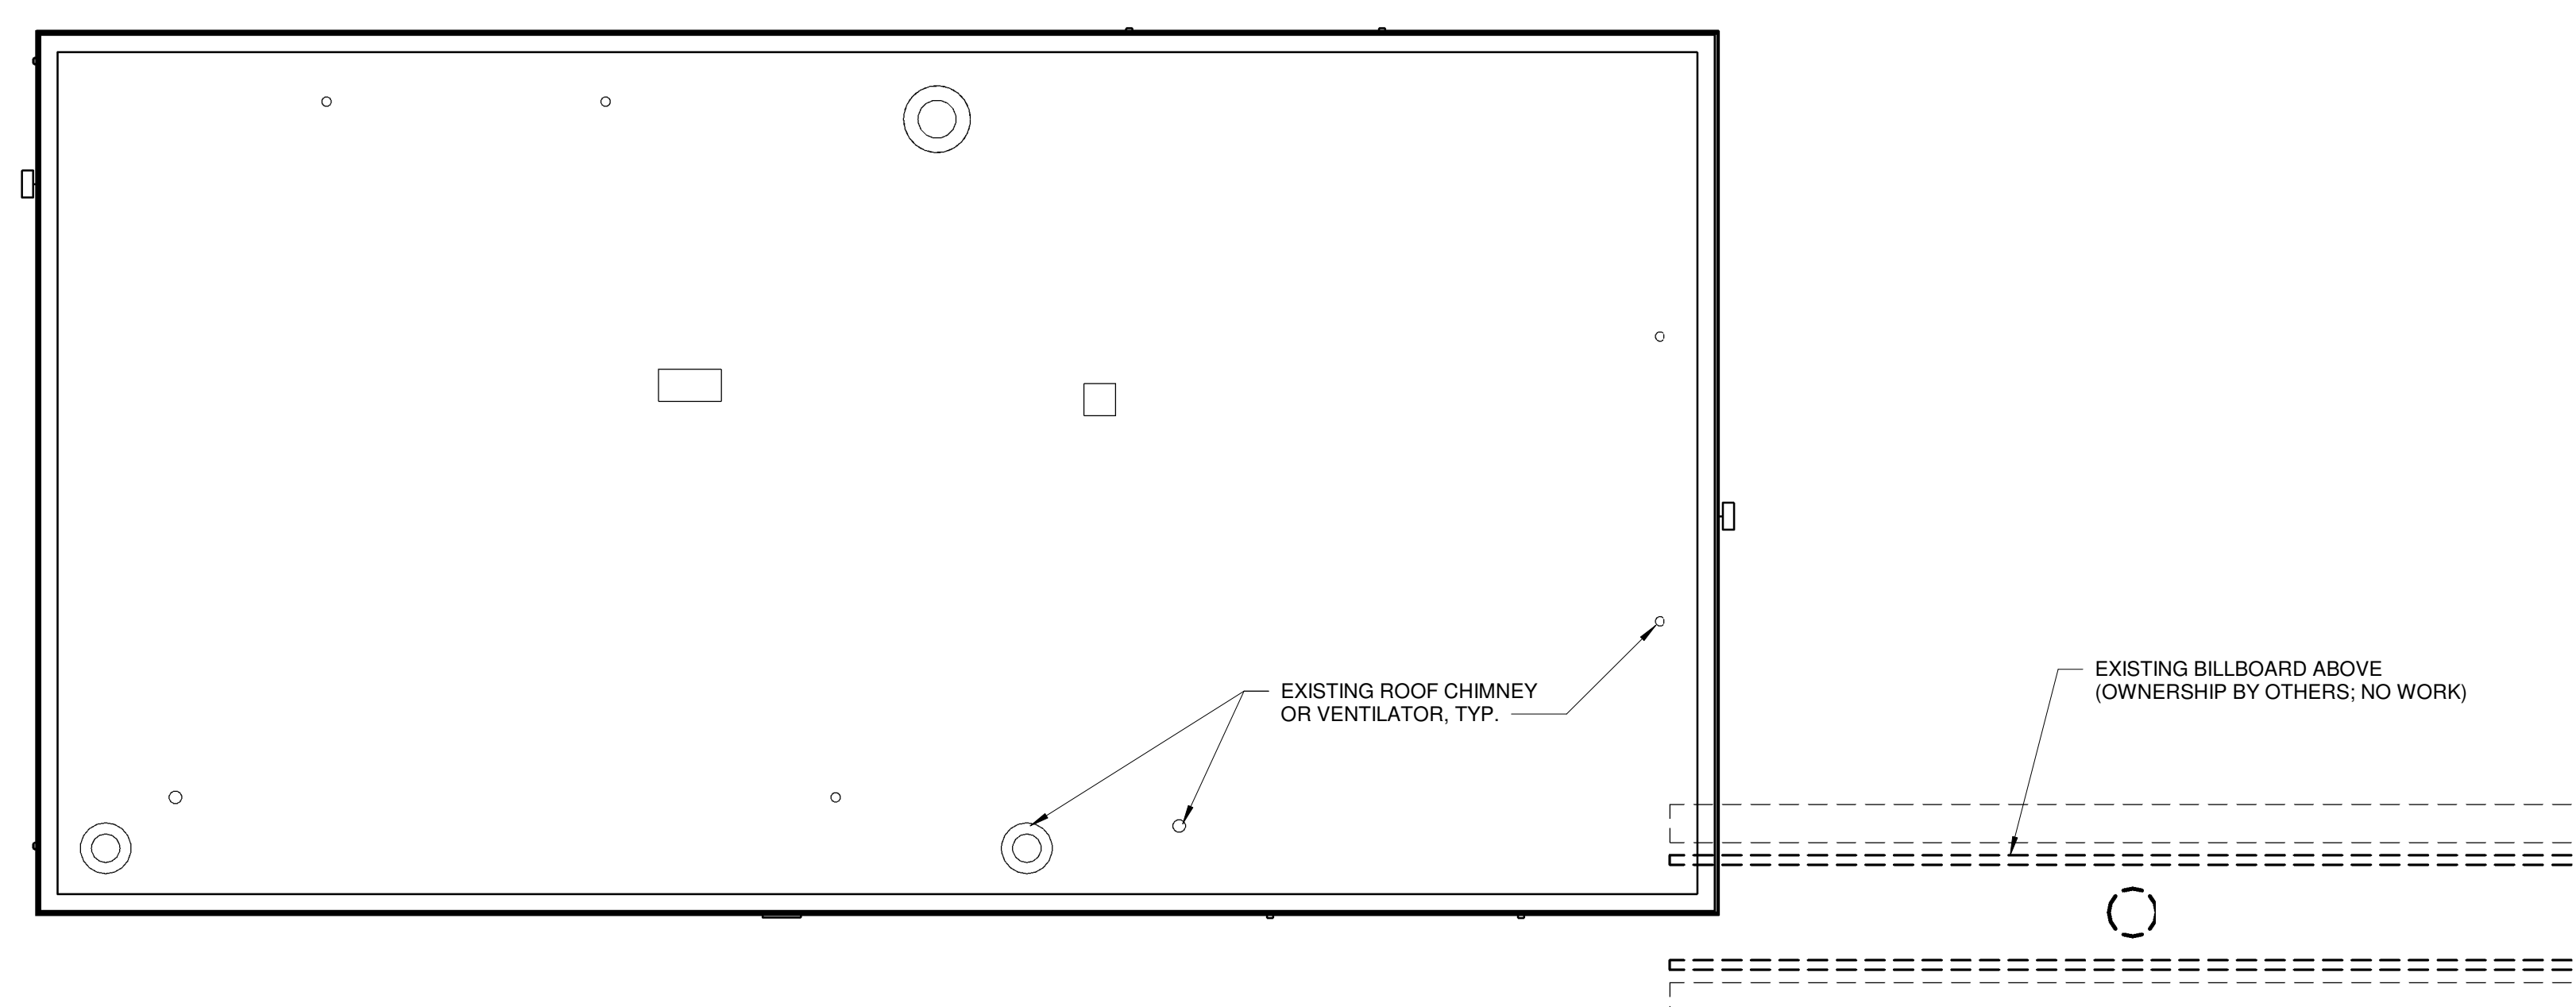 EXISTING ROOF CHIMNEY
OR VENTILATOR, TYP.
EXISTING BILLBOARD ABOVE
(OWNERSHIP BY OTHERS; NO WORK)